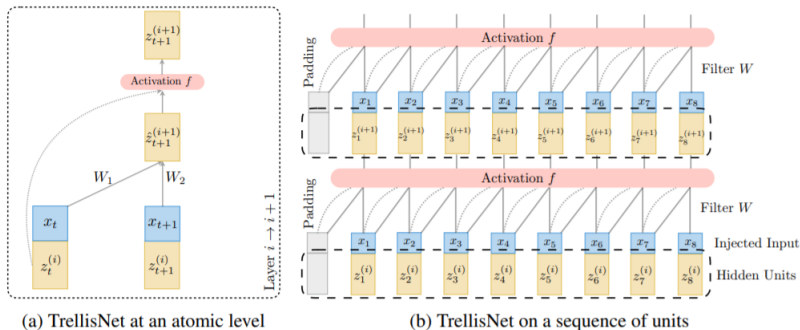 z_{t+1}^{(i+1)}
Activation f
ẑ_{t+1}^{(i+1)}
W_1 W_2
x_t x_{t+1}
z_t^{(i)} z_{t+1}^{(i)}
Layer i → i + 1
(a) TrellisNet at an atomic level
Padding
Activation f
Filter W
x_1 x_2 x_3 x_4 x_5 x_6 x_7 x_8
z_1^{(i+1)} z_2^{(i+1)} z_3^{(i+1)} z_4^{(i+1)} z_5^{(i+1)} z_6^{(i+1)} z_7^{(i+1)} z_8^{(i+1)}
Padding
Activation f
Filter W
x_1 x_2 x_3 x_4 x_5 x_6 x_7 x_8 Injected Input
z_1^{(i)} z_2^{(i)} z_3^{(i)} z_4^{(i)} z_5^{(i)} z_6^{(i)} z_7^{(i)} z_8^{(i)} Hidden Units
(b) TrellisNet on a sequence of units